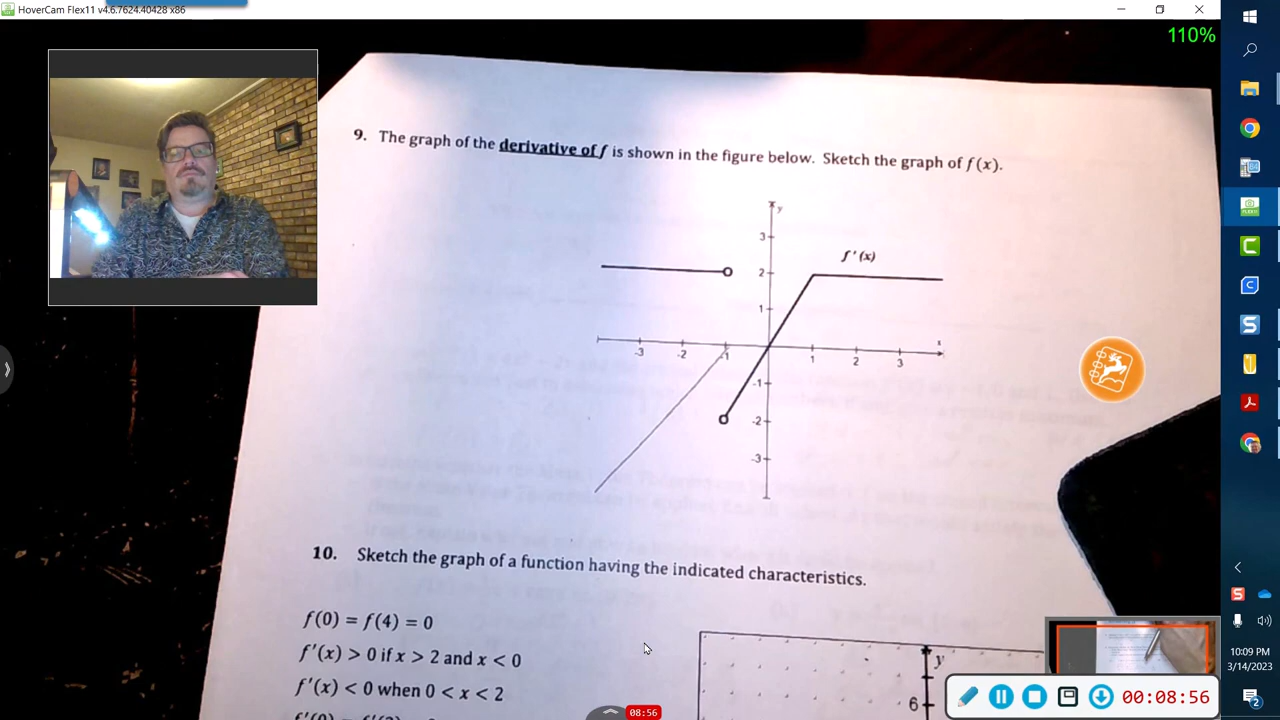 HoverCam Flex11 v4.6.7624.40428 x86
110%
9. The graph of the derivative of f is shown in the figure below. Sketch the graph of f(x).
y
3
f'(x)
2
1
x
-3 -2 -1 1 2 3
-1
-2
-3
10. Sketch the graph of a function having the indicated characteristics.
f(0) = f(4) = 0
f'(x) > 0 if x > 2 and x < 0
f'(x) < 0 when 0 < x < 2
y
6
FLEX11
10:09 PM
3/14/2023
00:08:56
08:56
2